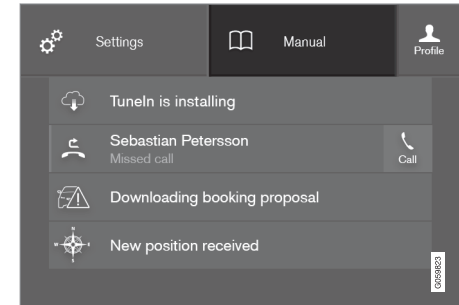 Settings
Manual
Profile
TuneIn is installing
Sebastian Petersson
Missed call
Call
Downloading booking proposal
N
W
New position received
G059823